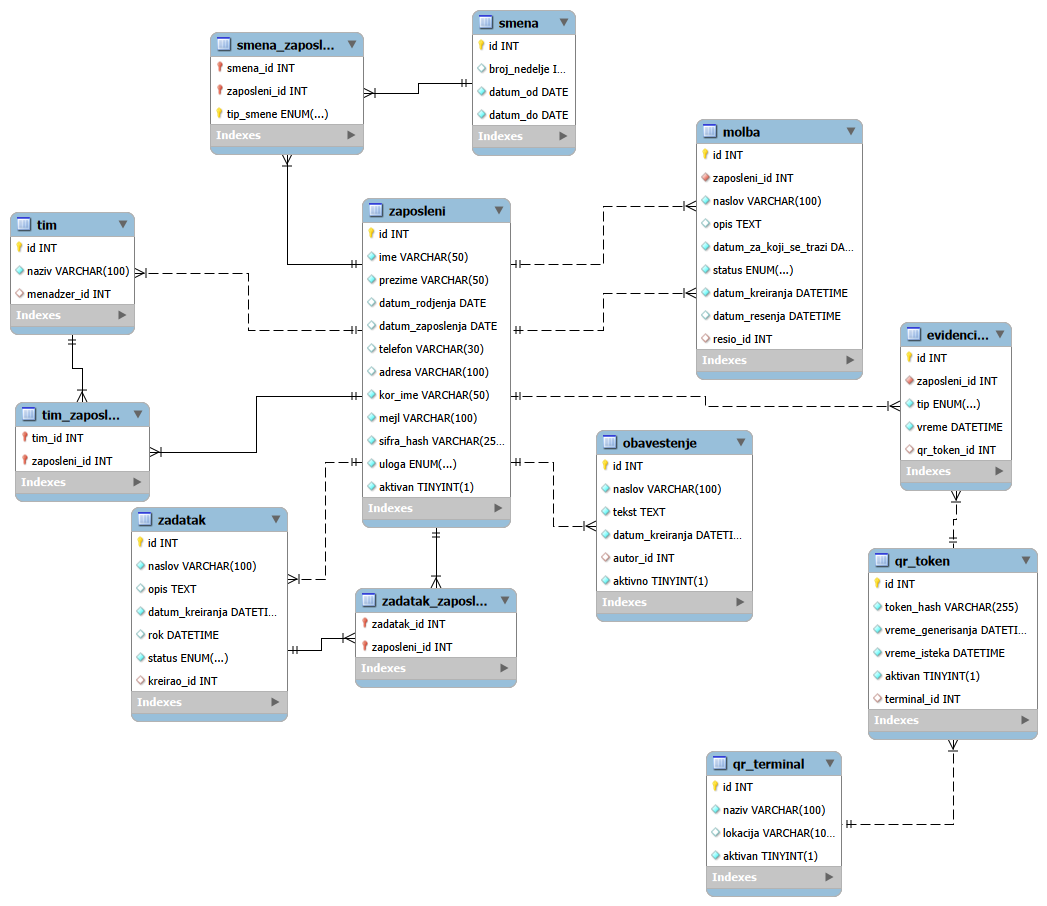 smena
id INT
broj_nedelje I...
datum_od DATE
datum_do DATE
Indexes
smena_zaposl...
smena_id INT
zaposleni_id INT
tip_smene ENUM(...)
Indexes
molba
id INT
zaposleni_id INT
naslov VARCHAR(100)
opis TEXT
datum_za_koji_se_trazi DA...
status ENUM(...)
datum_kreiranja DATETIME
datum_resenja DATETIME
resio_id INT
Indexes
zaposleni
id INT
ime VARCHAR(50)
prezime VARCHAR(50)
datum_rodjenja DATE
datum_zaposlenja DATE
telefon VARCHAR(30)
adresa VARCHAR(100)
kor_ime VARCHAR(50)
mejl VARCHAR(100)
sifra_hash VARCHAR(25...
uloga ENUM(...)
aktivan TINYINT(1)
Indexes
tim
id INT
naziv VARCHAR(100)
menadzer_id INT
Indexes
tim_zaposl...
tim_id INT
zaposleni_id INT
Indexes
evidenci...
id INT
zaposleni_id INT
tip ENUM(...)
vreme DATETIME
qr_token_id INT
Indexes
obavestenje
id INT
naslov VARCHAR(100)
tekst TEXT
datum_kreiranja DATETI...
autor_id INT
aktivno TINYINT(1)
Indexes
zadatak
id INT
naslov VARCHAR(100)
opis TEXT
datum_kreiranja DATETI...
rok DATETIME
status ENUM(...)
kreirao_id INT
Indexes
zadatak_zaposl...
zadatak_id INT
zaposleni_id INT
Indexes
qr_token
id INT
token_hash VARCHAR(255)
vreme_generisanja DATETI...
vreme_isteka DATETIME
aktivan TINYINT(1)
terminal_id INT
Indexes
qr_terminal
id INT
naziv VARCHAR(100)
lokacija VARCHAR(10...
aktivan TINYINT(1)
Indexes